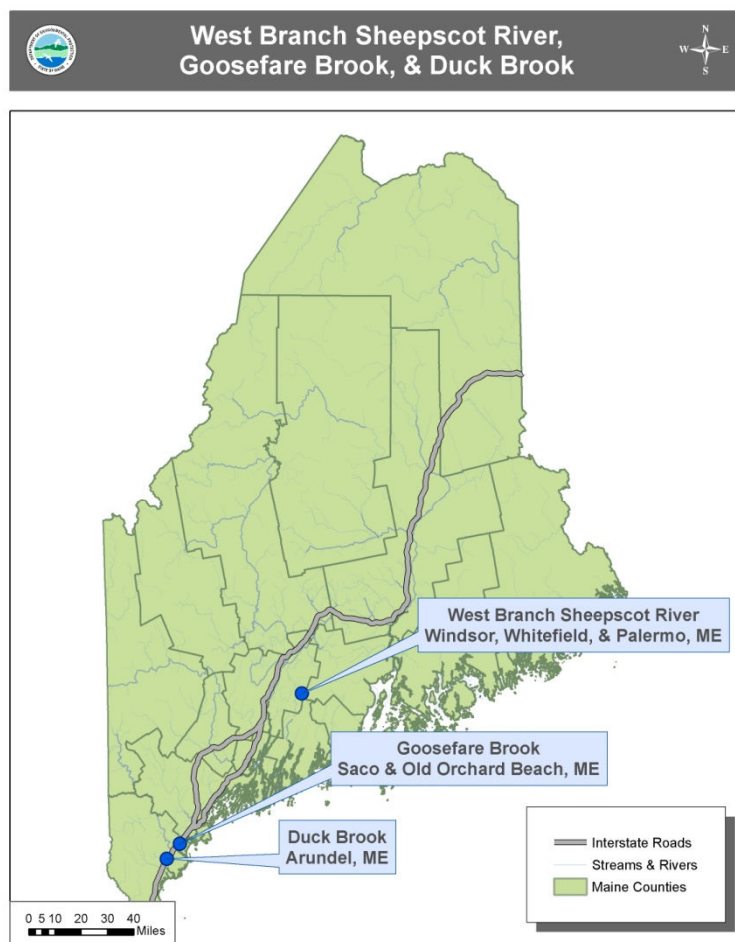 West Branch Sheepscot River,
Goosefare Brook, & Duck Brook
N
W E
S
West Branch Sheepscot River
Windsor, Whitefield, & Palermo, ME
Goosefare Brook
Saco & Old Orchard Beach, ME
Duck Brook
Arundel, ME
Interstate Roads
Streams & Rivers
Maine Counties
0 5 10 20 30 40
Miles